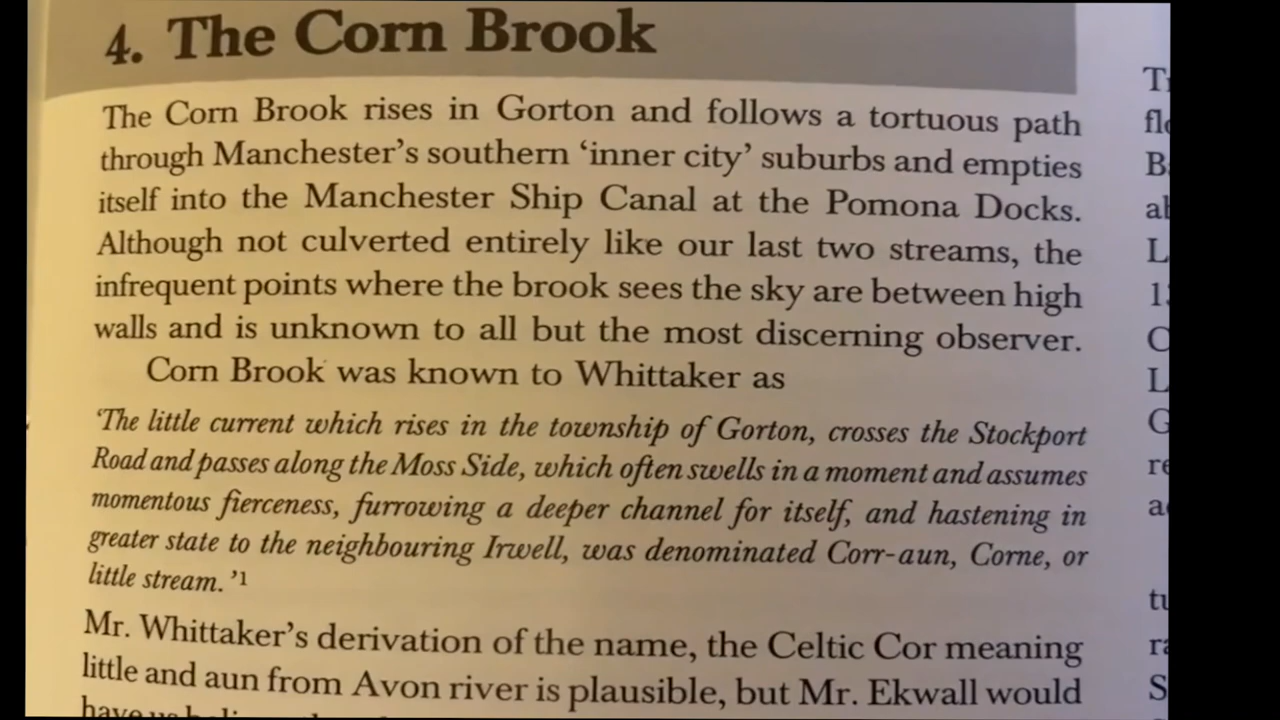 4. The Corn Brook
The Corn Brook rises in Gorton and follows a tortuous path
through Manchester's southern 'inner city' suburbs and empties
itself into the Manchester Ship Canal at the Pomona Docks.
Although not culverted entirely like our last two streams, the
infrequent points where the brook sees the sky are between high
walls and is unknown to all but the most discerning observer.
Corn Brook was known to Whittaker as
'The little current which rises in the township of Gorton, crosses the Stockport
Road and passes along the Moss Side, which often swells in a moment and assumes
momentous fierceness, furrowing a deeper channel for itself, and hastening in
greater state to the neighbouring Irwell, was denominated Corr-aun, Corne, or
little stream.'1
Mr. Whittaker's derivation of the name, the Celtic Cor meaning
little and aun from Avon river is plausible, but Mr. Ekwall would
have us